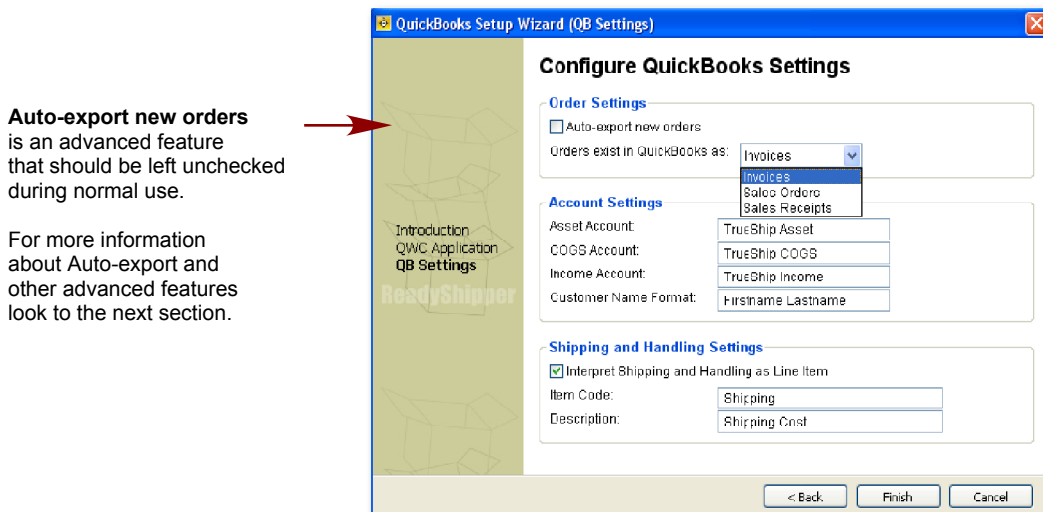 Auto-export new orders
is an advanced feature
that should be left unchecked
during normal use.
For more information
about Auto-export and
other advanced features
look to the next section.
QuickBooks Setup Wizard (QB Settings)
Introduction
QWC Application
QB Settings
ReadyShipper
Configure QuickBooks Settings
Order Settings
Auto-export new orders
Orders exist in QuickBooks as: Invoices
Invoices
Sales Orders
Sales Receipts
Account Settings
Asset Account: TrueShip Asset
COGS Account: TrueShip COGS
Income Account: TrueShip Income
Customer Name Format: Firstname Lastname
Shipping and Handling Settings
Interpret Shipping and Handling as Line Item
Item Code: Shipping
Description: Shipping Cost
< Back Finish Cancel